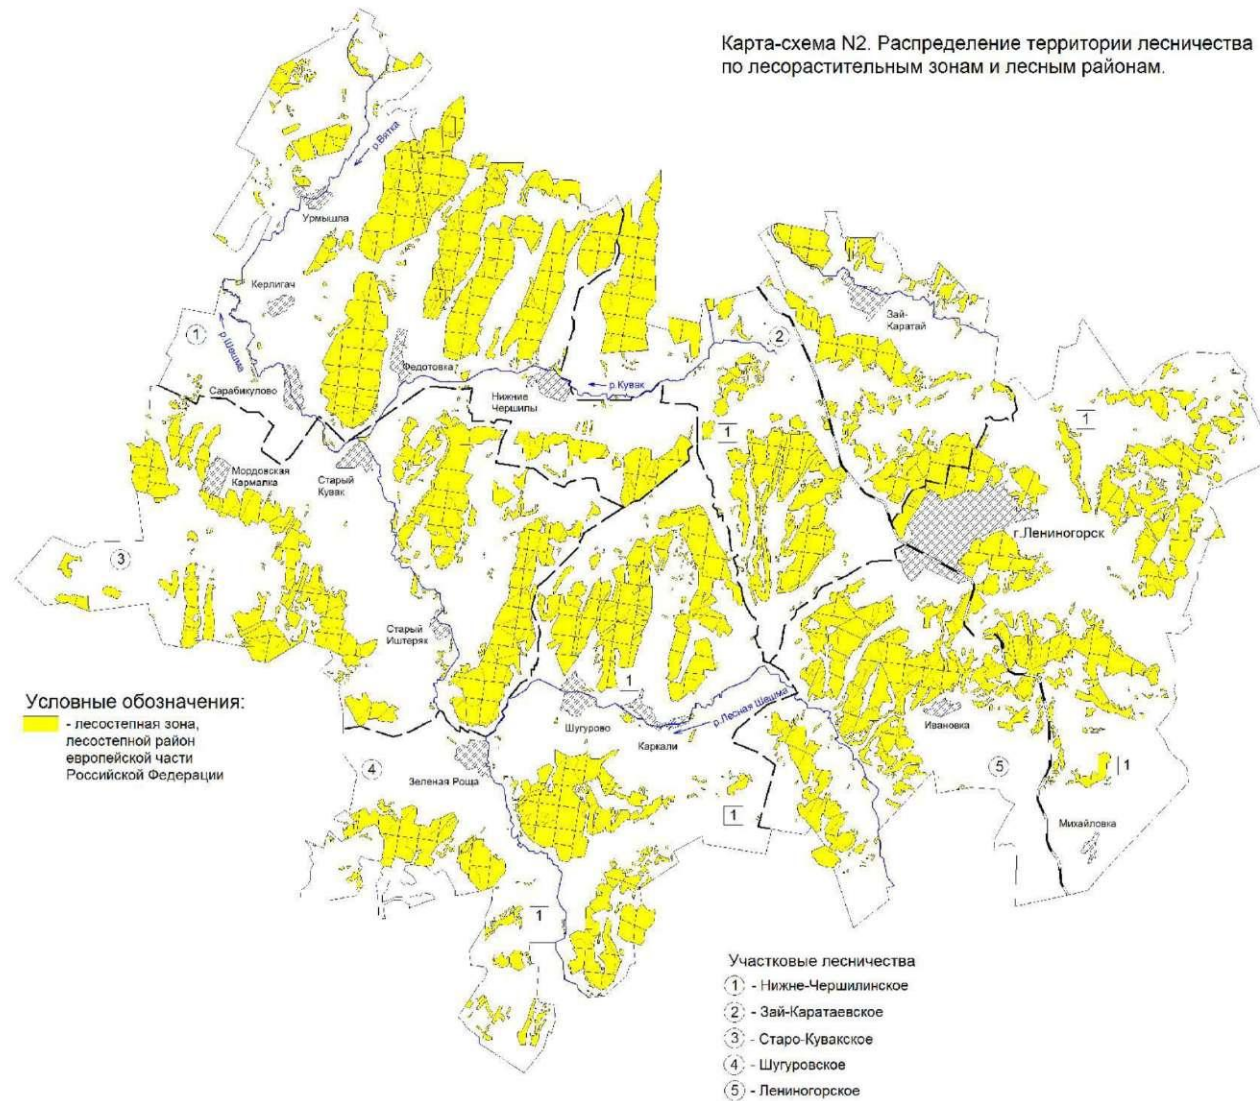 Карта-схема N2. Распределение территории лесничества
по лесорастительным зонам и лесным районам.
р.Вятка
Урмышла
Керлигач
Зай-
Каратай
1
р.Шешма
2
Федотовка
р.Кувак
Сарабикулово
Нижние
Чершилы
1
1
Мордовская
Кармалка
Старый
Кувак
г.Лениногорск
3
Старый
Иштеряк
1
Условные обозначения:
- лесостепная зона,
лесостепной район
европейской части
Российской Федерации
р.Лесная Шешма
Шугурово
Каркали
Ивановка
4
Зеленая Роща
5
1
1
Михайловка
1
Участковые лесничества
1 - Нижне-Чершилинское
2 - Зай-Каратаевское
3 - Старо-Кувакское
4 - Шугуровское
5 - Лениногорское